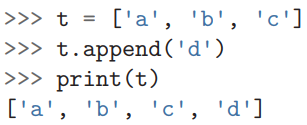 >>> t = ['a', 'b', 'c']
>>> t.append('d')
>>> print(t)
['a', 'b', 'c', 'd']